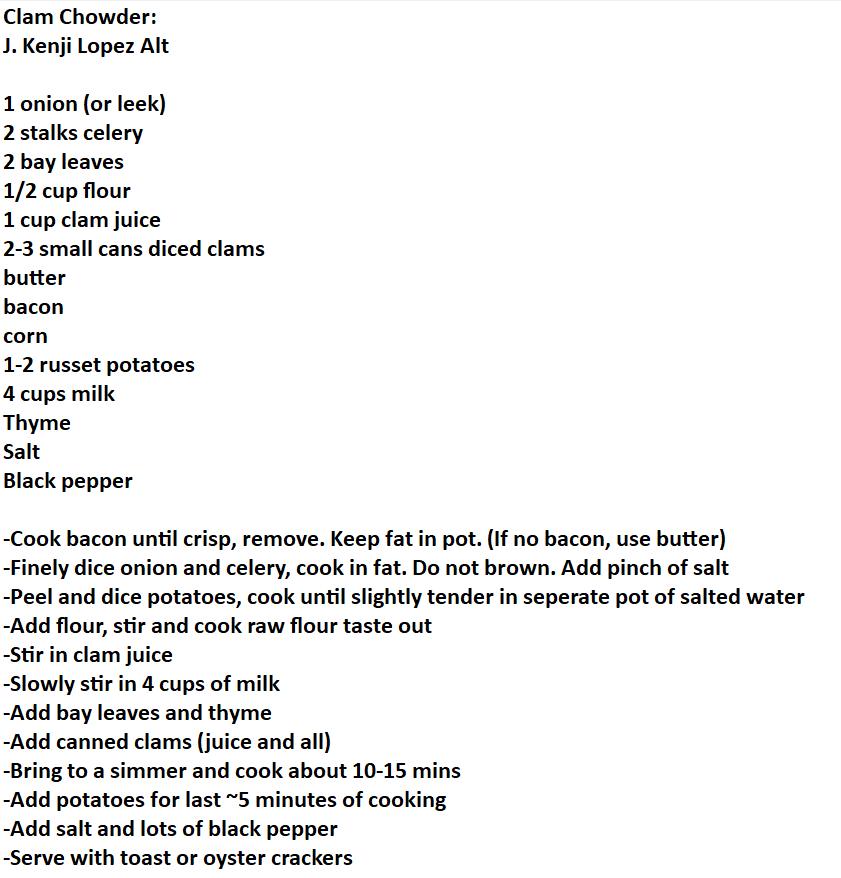 Clam Chowder:
J. Kenji Lopez Alt
1 onion (or leek)
2 stalks celery
2 bay leaves
1/2 cup flour
1 cup clam juice
2-3 small cans diced clams
butter
bacon
corn
1-2 russet potatoes
4 cups milk
Thyme
Salt
Black pepper
-Cook bacon until crisp, remove. Keep fat in pot. (If no bacon, use butter)
-Finely dice onion and celery, cook in fat. Do not brown. Add pinch of salt
-Peel and dice potatoes, cook until slightly tender in seperate pot of salted water
-Add flour, stir and cook raw flour taste out
-Stir in clam juice
-Slowly stir in 4 cups of milk
-Add bay leaves and thyme
-Add canned clams (juice and all)
-Bring to a simmer and cook about 10-15 mins
-Add potatoes for last ~5 minutes of cooking
-Add salt and lots of black pepper
-Serve with toast or oyster crackers